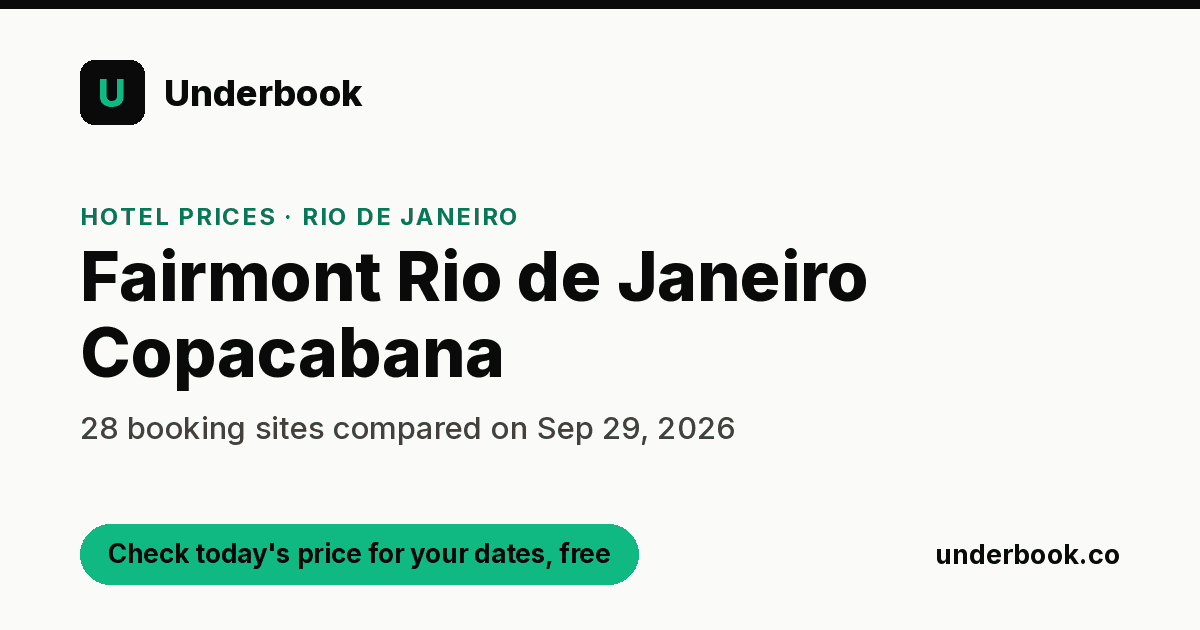 U Underbook
HOTEL PRICES · RIO DE JANEIRO
Fairmont Rio de Janeiro
Copacabana
28 booking sites compared on Sep 29, 2026
Check today's price for your dates, free
underbook.co